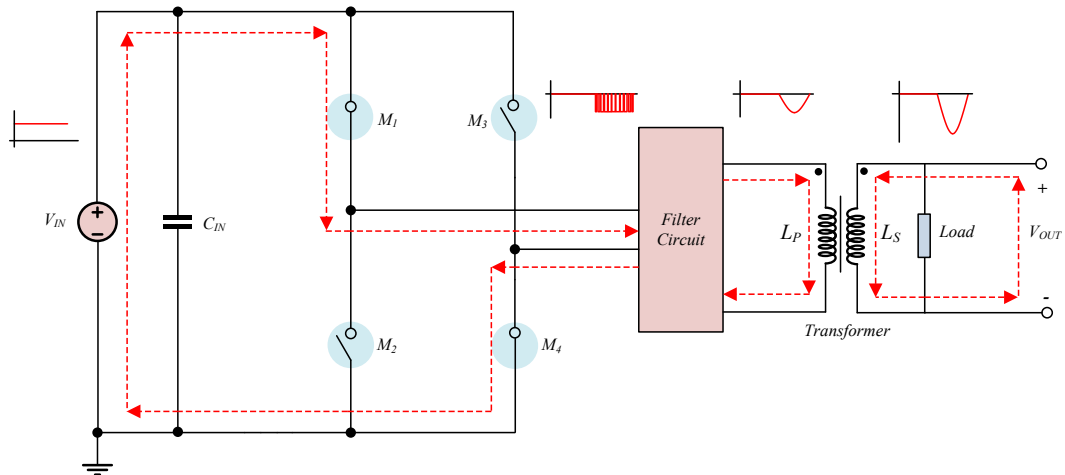 M1
M3
VIN
+
−
CIN
Filter
Circuit
LP
LS
Load
+
VOUT
-
M2
M4
Transformer